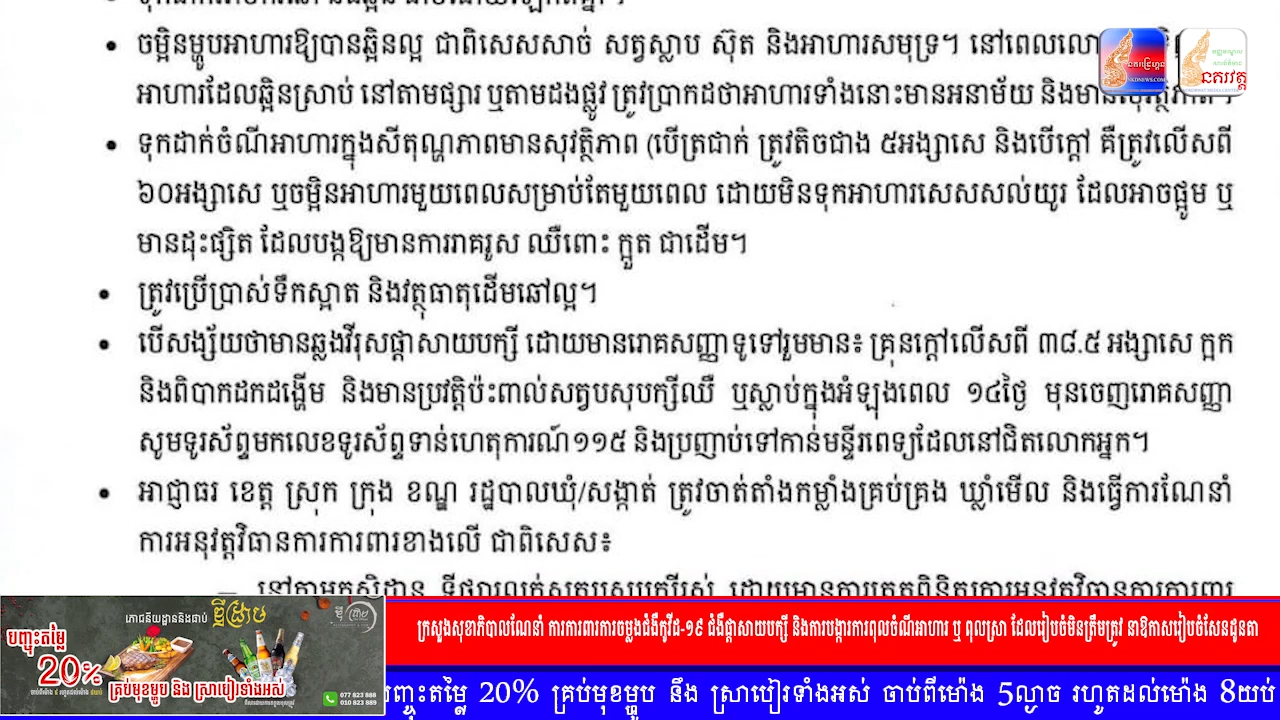 • ចម្អិនម្ហូបអាហារឱ្យបានឆ្អិនល្អ ជាពិសេសសាច់ សត្វស្លាប ស៊ុត និងអាហារសមុទ្រ។ នៅពេល
អាហារដែលឆ្អិនស្រាប់ នៅតាមផ្សារ ឬតាមដងផ្លូវ ត្រូវប្រាកដថាអាហារទាំងនោះមានអនាម័យ
• ទុកដាក់ចំណីអាហារក្នុងសីតុណ្ហភាពមានសុវត្ថិភាព (បើត្រជាក់ ត្រូវតិចជាង ៥អង្សាសេ និងបើក្តៅ គឺត្រូវលើសពី
៦០អង្សាសេ ឬចម្អិនអាហារមួយពេលសម្រាប់តែមួយពេល ដោយមិនទុកអាហារសេសសល់យូរ ដែលអាចផ្អូម ឬ
មានដុះផ្សិត ដែលបង្កឱ្យមានការរាគរូស ឈឺពោះ ក្អួត ជាដើម។
• ត្រូវប្រើប្រាស់ទឹកស្អាត និងវត្ថុធាតុដើមឆៅល្អ។
• បើសង្ស័យថាមានឆ្លងវីរុសផ្តាសាយបក្សី ដោយមានរោគសញ្ញាទូទៅរួមមាន៖ គ្រុនក្តៅលើសពី ៣៨.៥ អង្សាសេ ក្អក
និងពិបាកដកដង្ហើម និងមានប្រវត្តិប៉ះពាល់សត្វបសុបក្សីឈឺ ឬស្លាប់ក្នុងអំឡុងពេល ១៤ថ្ងៃ មុនចេញរោគសញ្ញា
សូមទូរស័ព្ទមកលេខទូរស័ព្ទទាន់ហេតុការណ៍១១៥ និងប្រញាប់ទៅកាន់មន្ទីរពេទ្យដែលនៅជិតលោកអ្នក។
• អាជ្ញាធរ ខេត្ត ស្រុក ក្រុង ខណ្ឌ រដ្ឋបាលឃុំ/សង្កាត់ ត្រូវចាត់តាំងកម្លាំងគ្រប់គ្រង ឃ្លាំមើល និងធ្វើការណែនាំ
ការអនុវត្តវិធានការការពារខាងលើ ជាពិសេស៖
នគរវត្ត
ភោជនីយដ្ឋាននិងជាប់
បញ្ចុះតម្លៃ
20%
គ្រប់មុខម្ហូប និង ស្រាបៀរទាំងអស់
077 823 888
010 823 889
ក្រសួងសុខាភិបាលណែនាំ ការការពារការចម្លងជំងឺកូវីដ-១៩ ជំងឺផ្តាសាយបក្សី និងការបង្ការការពុលចំណីអាហារ ឬ ពុលស្រា ដែលរៀបចំមិនត្រឹមត្រូវ នាឱកាសរៀបចំសែនដូនតា
បញ្ចុះតម្លៃ 20% គ្រប់មុខម្ហូប នឹង ស្រាបៀរទាំងអស់ ចាប់ពីម៉ោង 5ល្ងាច រហូតដល់ម៉ោង 8យប់